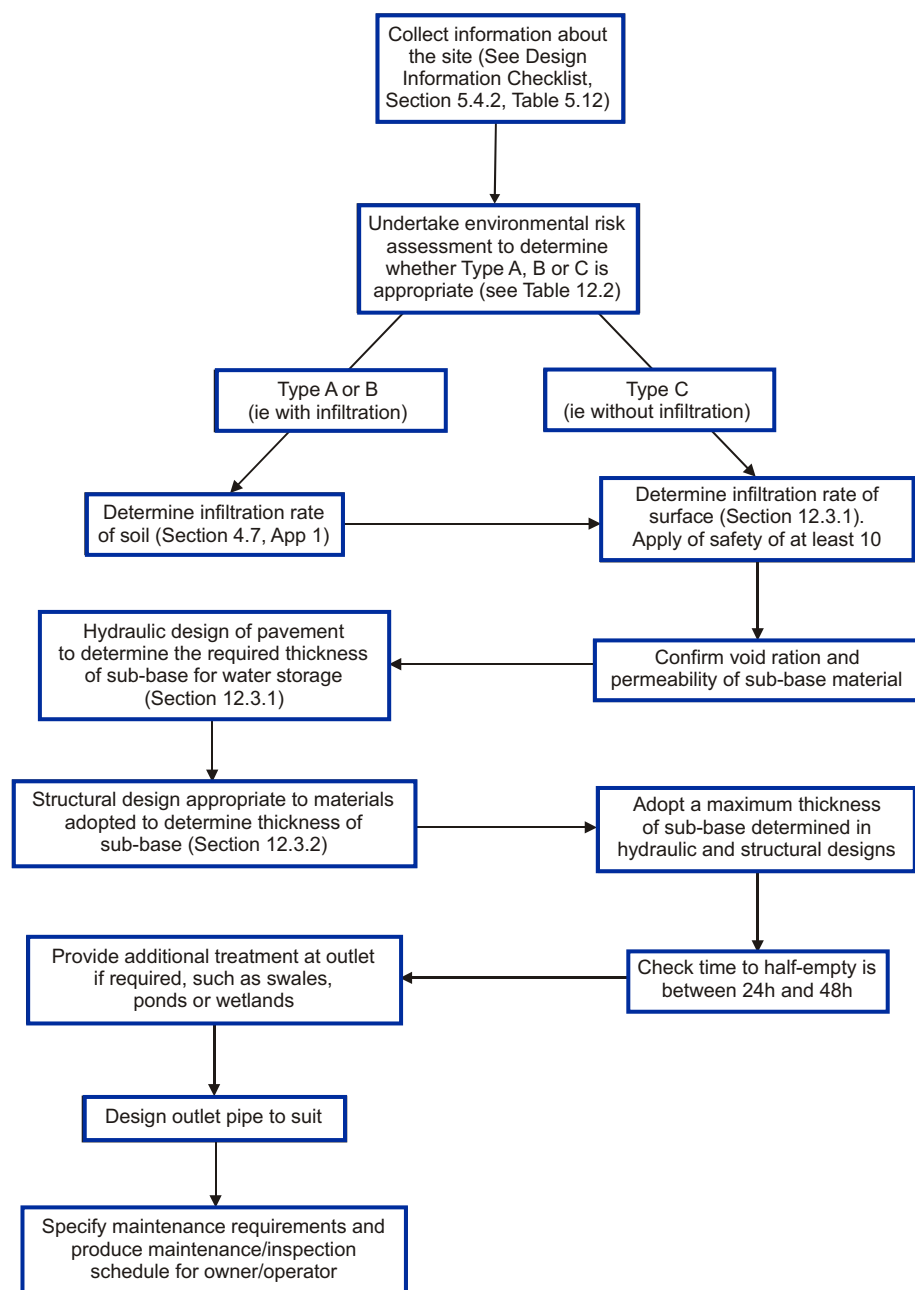 Collect information about
the site (See Design
Information Checklist,
Section 5.4.2, Table 5.12)
Undertake environmental risk
assessment to determine
whether Type A, B or C is
appropriate (see Table 12.2)
Type A or B
(ie with infiltration)
Type C
(ie without infiltration)
Determine infiltration rate
of soil (Section 4.7, App 1)
Determine infiltration rate of
surface (Section 12.3.1).
Apply of safety of at least 10
Confirm void ration and
permeability of sub-base material
Hydraulic design of pavement
to determine the required thickness
of sub-base for water storage
(Section 12.3.1)
Structural design appropriate to materials
adopted to determine thickness of
sub-base (Section 12.3.2)
Adopt a maximum thickness
of sub-base determined in
hydraulic and structural designs
Check time to half-empty is
between 24h and 48h
Provide additional treatment at outlet
if required, such as swales,
ponds or wetlands
Design outlet pipe to suit
Specify maintenance requirements and
produce maintenance/inspection
schedule for owner/operator